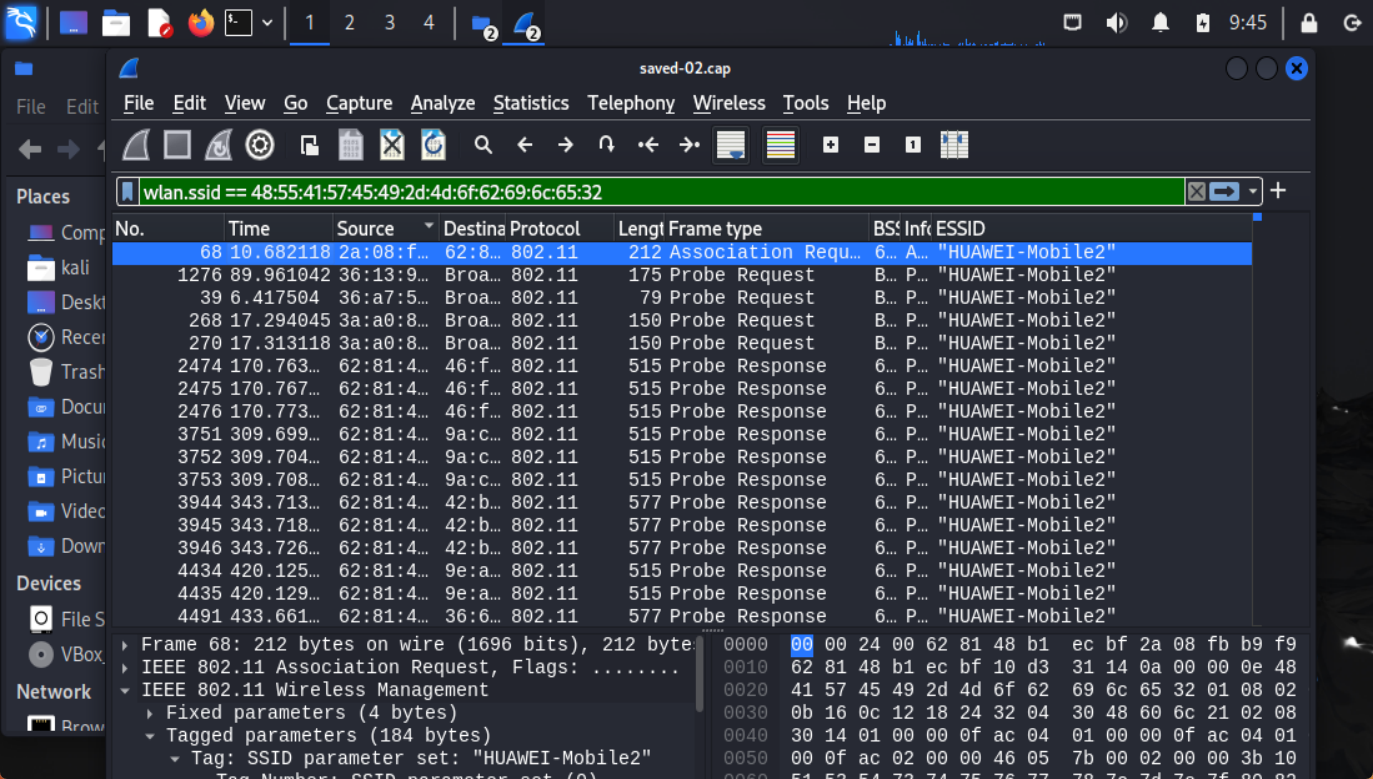 1 2 3 4 2 2 9:45
saved-02.cap
File Edit
File Edit View Go Capture Analyze Statistics Telephony Wireless Tools Help
wlan.ssid == 48:55:41:57:45:49:2d:4d:6f:62:69:6c:65:32
Places
Comp
kali
Deskt
Recer
Trash
Docu
Music
Pictu
Video
Down
Devices
File S
VBox_
Network
Brow
No. Time Source Destina Protocol Lengt Frame type BSS Info ESSID
68 10.682118 2a:08:f… 62:8… 802.11 212 Association Requ… 6… A… "HUAWEI-Mobile2"
1276 89.961042 36:13:9… Broa… 802.11 175 Probe Request B… P… "HUAWEI-Mobile2"
39 6.417504 36:a7:5… Broa… 802.11 79 Probe Request B… P… "HUAWEI-Mobile2"
268 17.294045 3a:a0:8… Broa… 802.11 150 Probe Request B… P… "HUAWEI-Mobile2"
270 17.313118 3a:a0:8… Broa… 802.11 150 Probe Request B… P… "HUAWEI-Mobile2"
2474 170.763… 62:81:4… 46:f… 802.11 515 Probe Response 6… P… "HUAWEI-Mobile2"
2475 170.767… 62:81:4… 46:f… 802.11 515 Probe Response 6… P… "HUAWEI-Mobile2"
2476 170.773… 62:81:4… 46:f… 802.11 515 Probe Response 6… P… "HUAWEI-Mobile2"
3751 309.699… 62:81:4… 9a:c… 802.11 515 Probe Response 6… P… "HUAWEI-Mobile2"
3752 309.704… 62:81:4… 9a:c… 802.11 515 Probe Response 6… P… "HUAWEI-Mobile2"
3753 309.708… 62:81:4… 9a:c… 802.11 515 Probe Response 6… P… "HUAWEI-Mobile2"
3944 343.713… 62:81:4… 42:b… 802.11 577 Probe Response 6… P… "HUAWEI-Mobile2"
3945 343.718… 62:81:4… 42:b… 802.11 577 Probe Response 6… P… "HUAWEI-Mobile2"
3946 343.726… 62:81:4… 42:b… 802.11 577 Probe Response 6… P… "HUAWEI-Mobile2"
4434 420.125… 62:81:4… 9e:a… 802.11 515 Probe Response 6… P… "HUAWEI-Mobile2"
4435 420.129… 62:81:4… 9e:a… 802.11 515 Probe Response 6… P… "HUAWEI-Mobile2"
4491 433.661… 62:81:4… 36:6… 802.11 577 Probe Response 6… P… "HUAWEI-Mobile2"
Frame 68: 212 bytes on wire (1696 bits), 212 byte
IEEE 802.11 Association Request, Flags: ........
IEEE 802.11 Wireless Management
Fixed parameters (4 bytes)
Tagged parameters (184 bytes)
Tag: SSID parameter set: "HUAWEI-Mobile2"
Tag Number: SSID parameter set (0)
0000 00 00 24 00 62 81 48 b1 ec bf 2a 08 fb b9 f9
0010 62 81 48 b1 ec bf 10 d3 31 14 0a 00 00 0e 48
0020 41 57 45 49 2d 4d 6f 62 69 6c 65 32 01 08 02
0030 0b 16 0c 12 18 24 32 04 30 48 60 6c 21 02 08
0040 30 14 01 00 00 0f ac 04 01 00 00 0f ac 04 01
0050 00 0f ac 02 00 00 46 05 7b 00 02 00 00 3b 10